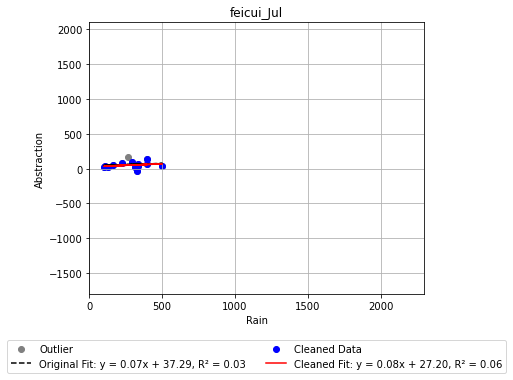 feicui_Jul
2000
1500
1000
500
0
−500
−1000
−1500
Abstraction
0 500 1000 1500 2000
Rain
Outlier Cleaned Data
Original Fit: y = 0.07x + 37.29, R² = 0.03 Cleaned Fit: y = 0.08x + 27.20, R² = 0.06